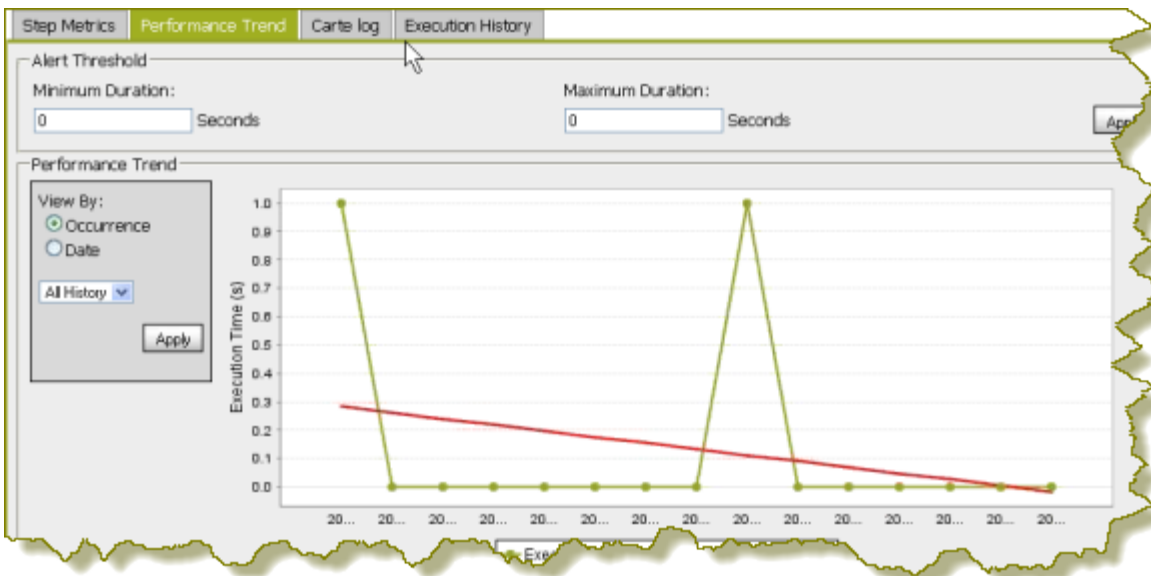 Step Metrics Performance Trend Carte log Execution History
Alert Threshold
Minimum Duration: Maximum Duration:
0 Seconds 0 Seconds
Performance Trend
View By:
Occurrence
Date
All History
Apply
Execution Time (s)
1.0
0.9
0.8
0.7
0.6
0.5
0.4
0.3
0.2
0.1
0.0
20... 20... 20... 20... 20... 20... 20... 20... 20... 20... 20... 20... 20... 20... 20...